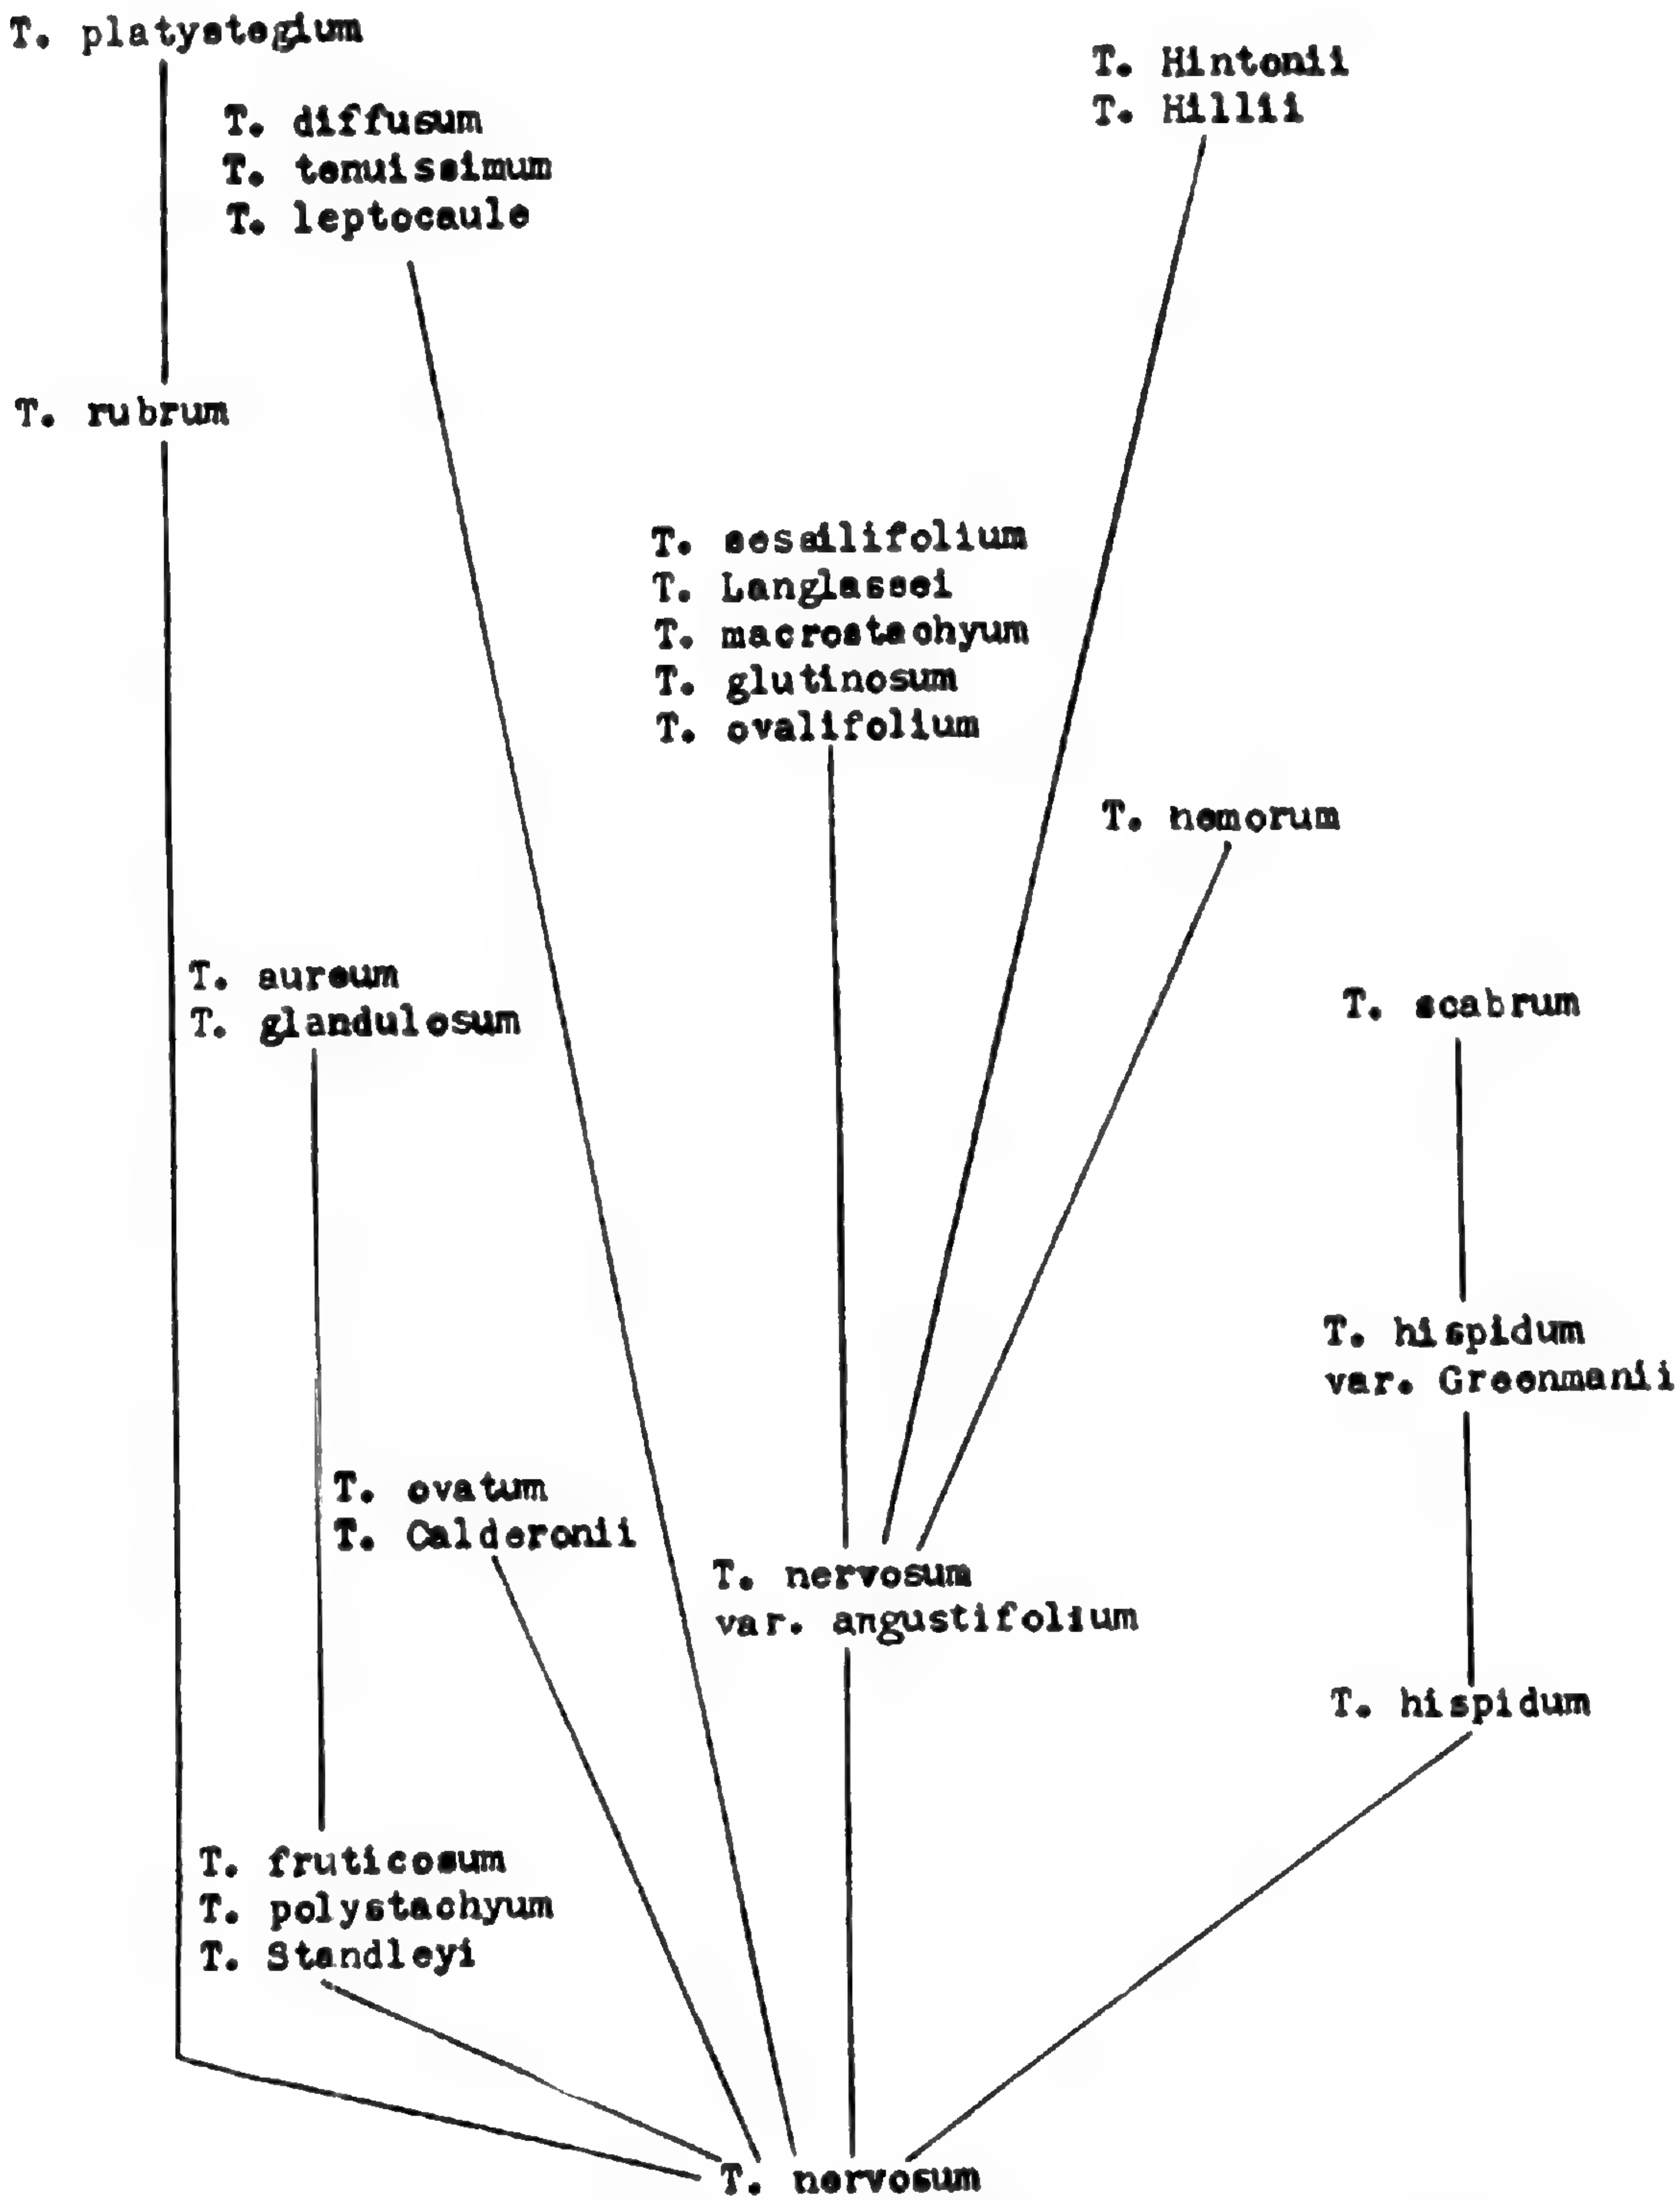 T. platystegium
T. Hintonii
T. Hillii
T. diffusum
T. tenuissimum
T. leptocaule
T. rubrum
T. sessilifolium
T. Langlassei
T. macrostachyum
T. glutinosum
T. ovalifolium
T. nemorum
T. aureum
T. glandulosum
T. scabrum
T. hispidum
var. Greenmanii
T. ovatum
T. Calderonii
T. nervosum
var. angustifolium
T. hispidum
T. fruticosum
T. polystachyum
T. Standleyi
T. nervosum